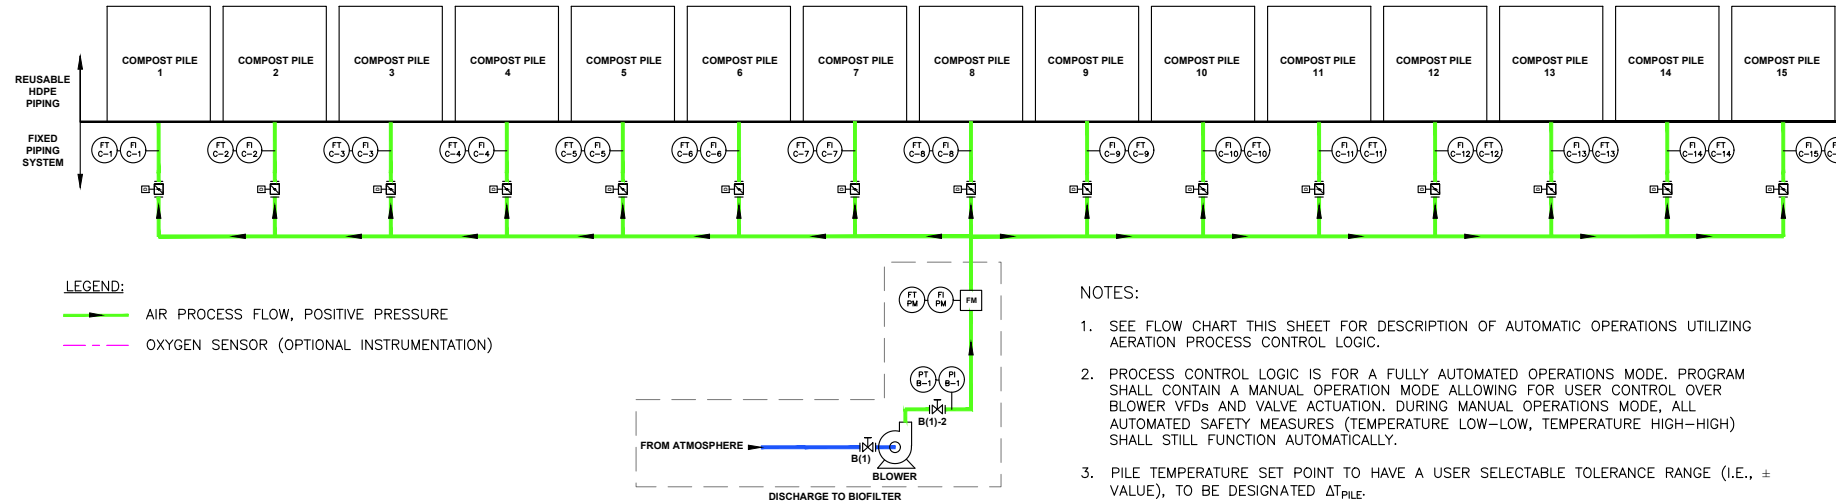 COMPOST PILE
1
COMPOST PILE
2
COMPOST PILE
3
COMPOST PILE
4
COMPOST PILE
5
COMPOST PILE
6
COMPOST PILE
7
COMPOST PILE
8
COMPOST PILE
9
COMPOST PILE
10
COMPOST PILE
11
COMPOST PILE
12
COMPOST PILE
13
COMPOST PILE
14
COMPOST PILE
15
REUSABLE
HDPE
PIPING
FIXED
PIPING
SYSTEM
FT
C-1
FI
C-1
FT
C-2
FI
C-2
FT
C-3
FI
C-3
FT
C-4
FI
C-4
FT
C-5
FI
C-5
FT
C-6
FI
C-6
FT
C-7
FI
C-7
FT
C-8
FI
C-8
FI
C-9
FT
C-9
FI
C-10
FT
C-10
FI
C-11
FT
C-11
FI
C-12
FT
C-12
FI
C-13
FT
C-13
FI
C-14
FT
C-14
FI
C-15
LEGEND:
AIR PROCESS FLOW, POSITIVE PRESSURE
OXYGEN SENSOR (OPTIONAL INSTRUMENTATION)
FT
PM
FI
PM
FM
PT
B-1
PI
B-1
B(1)-2
FROM ATMOSPHERE
B(1)
BLOWER
DISCHARGE TO BIOFILTER
NOTES:
1. SEE FLOW CHART THIS SHEET FOR DESCRIPTION OF AUTOMATIC OPERATIONS UTILIZING
AERATION PROCESS CONTROL LOGIC.
2. PROCESS CONTROL LOGIC IS FOR A FULLY AUTOMATED OPERATIONS MODE. PROGRAM
SHALL CONTAIN A MANUAL OPERATION MODE ALLOWING FOR USER CONTROL OVER
BLOWER VFDs AND VALVE ACTUATION. DURING MANUAL OPERATIONS MODE, ALL
AUTOMATED SAFETY MEASURES (TEMPERATURE LOW-LOW, TEMPERATURE HIGH-HIGH)
SHALL STILL FUNCTION AUTOMATICALLY.
3. PILE TEMPERATURE SET POINT TO HAVE A USER SELECTABLE TOLERANCE RANGE (I.E., ±
VALUE), TO BE DESIGNATED ΔTPILE.